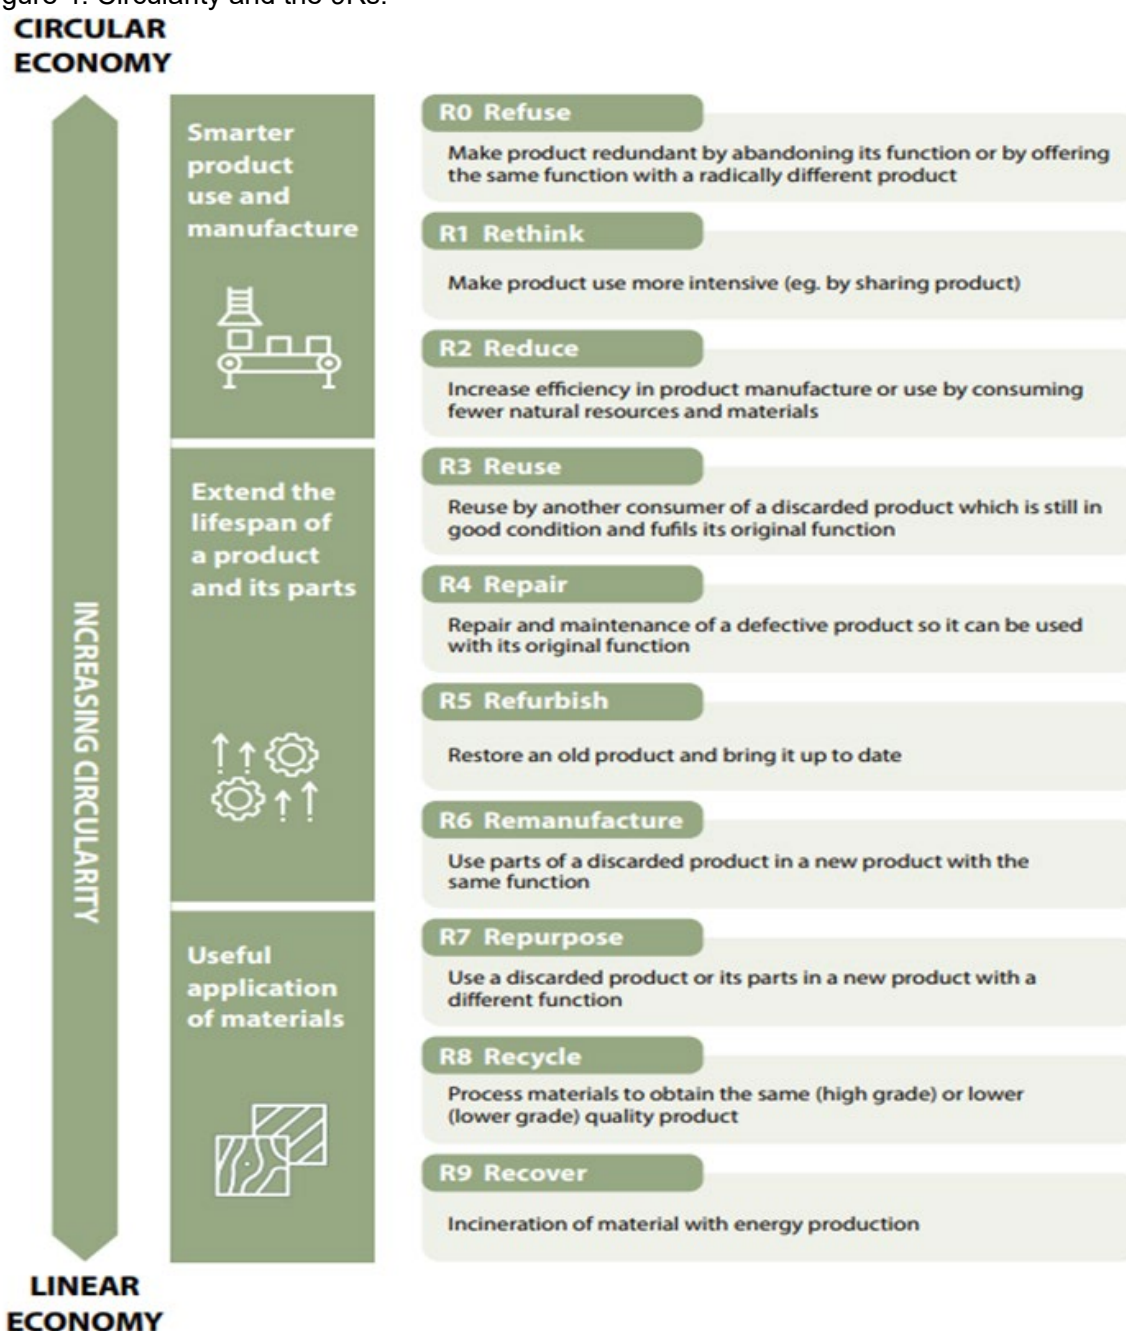 Circularity and the
CIRCULAR
ECONOMY
INCREASING CIRCULARITY
LINEAR
ECONOMY
Smarter
product
use and
manufacture
R0 Refuse
Make product redundant by abandoning its function or by offering
the same function with a radically different product
R1 Rethink
Make product use more intensive (eg. by sharing product)
R2 Reduce
Increase efficiency in product manufacture or use by consuming
fewer natural resources and materials
Extend the
lifespan of
a product
and its parts
R3 Reuse
Reuse by another consumer of a discarded product which is still in
good condition and fufils its original function
R4 Repair
Repair and maintenance of a defective product so it can be used
with its original function
R5 Refurbish
Restore an old product and bring it up to date
R6 Remanufacture
Use parts of a discarded product in a new product with the
same function
Useful
application
of materials
R7 Repurpose
Use a discarded product or its parts in a new product with a
different function
R8 Recycle
Process materials to obtain the same (high grade) or lower
(lower grade) quality product
R9 Recover
Incineration of material with energy production